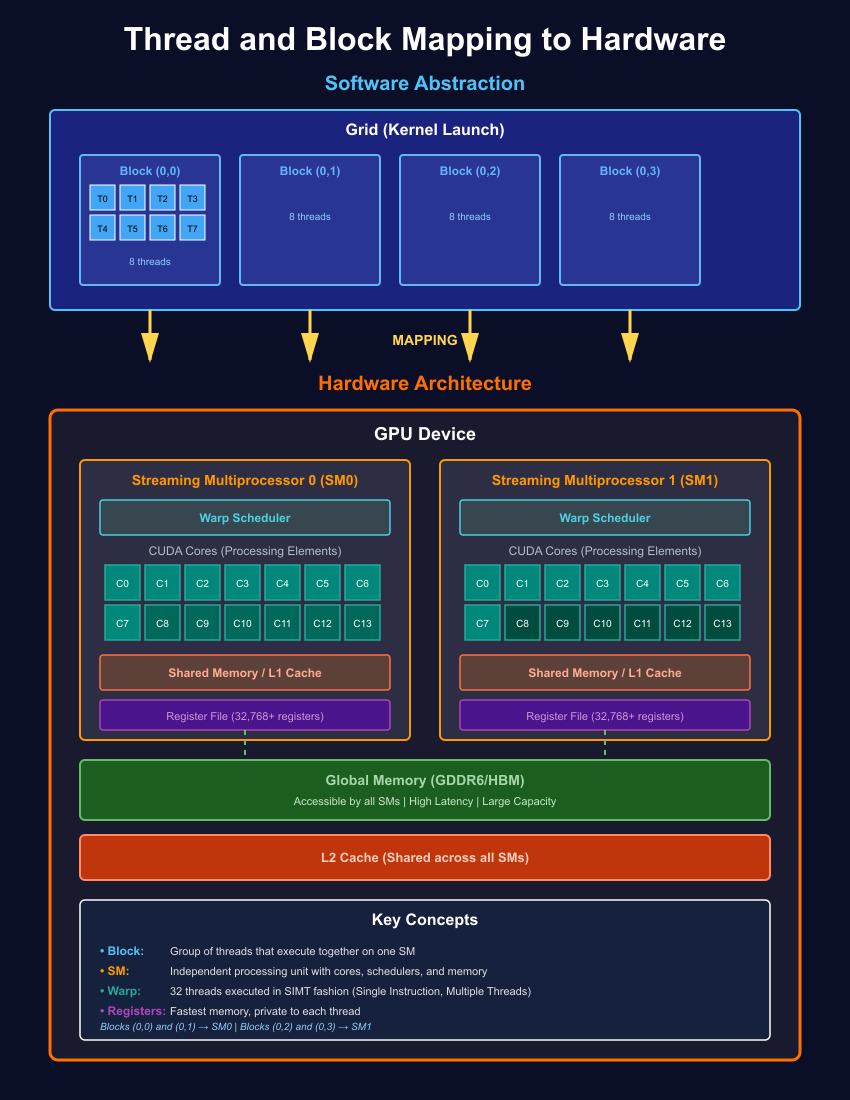 Thread and Block Mapping to Hardware
Software Abstraction
Grid (Kernel Launch)
Block (0,0)
T0 T1 T2 T3
T4 T5 T6 T7
8 threads
Block (0,1)
8 threads
Block (0,2)
8 threads
Block (0,3)
8 threads
MAPPING
Hardware Architecture
GPU Device
Streaming Multiprocessor 0 (SM0)
Warp Scheduler
CUDA Cores (Processing Elements)
C0 C1 C2 C3 C4 C5 C6
C7 C8 C9 C10 C11 C12 C13
Shared Memory / L1 Cache
Register File (32,768+ registers)
Streaming Multiprocessor 1 (SM1)
Warp Scheduler
CUDA Cores (Processing Elements)
C0 C1 C2 C3 C4 C5 C6
C7 C8 C9 C10 C11 C12 C13
Shared Memory / L1 Cache
Register File (32,768+ registers)
Global Memory (GDDR6/HBM)
Accessible by all SMs | High Latency | Large Capacity
L2 Cache (Shared across all SMs)
Key Concepts
• Block: Group of threads that execute together on one SM
• SM: Independent processing unit with cores, schedulers, and memory
• Warp: 32 threads executed in SIMT fashion (Single Instruction, Multiple Threads)
• Registers: Fastest memory, private to each thread
Blocks (0,0) and (0,1) → SM0 | Blocks (0,2) and (0,3) → SM1